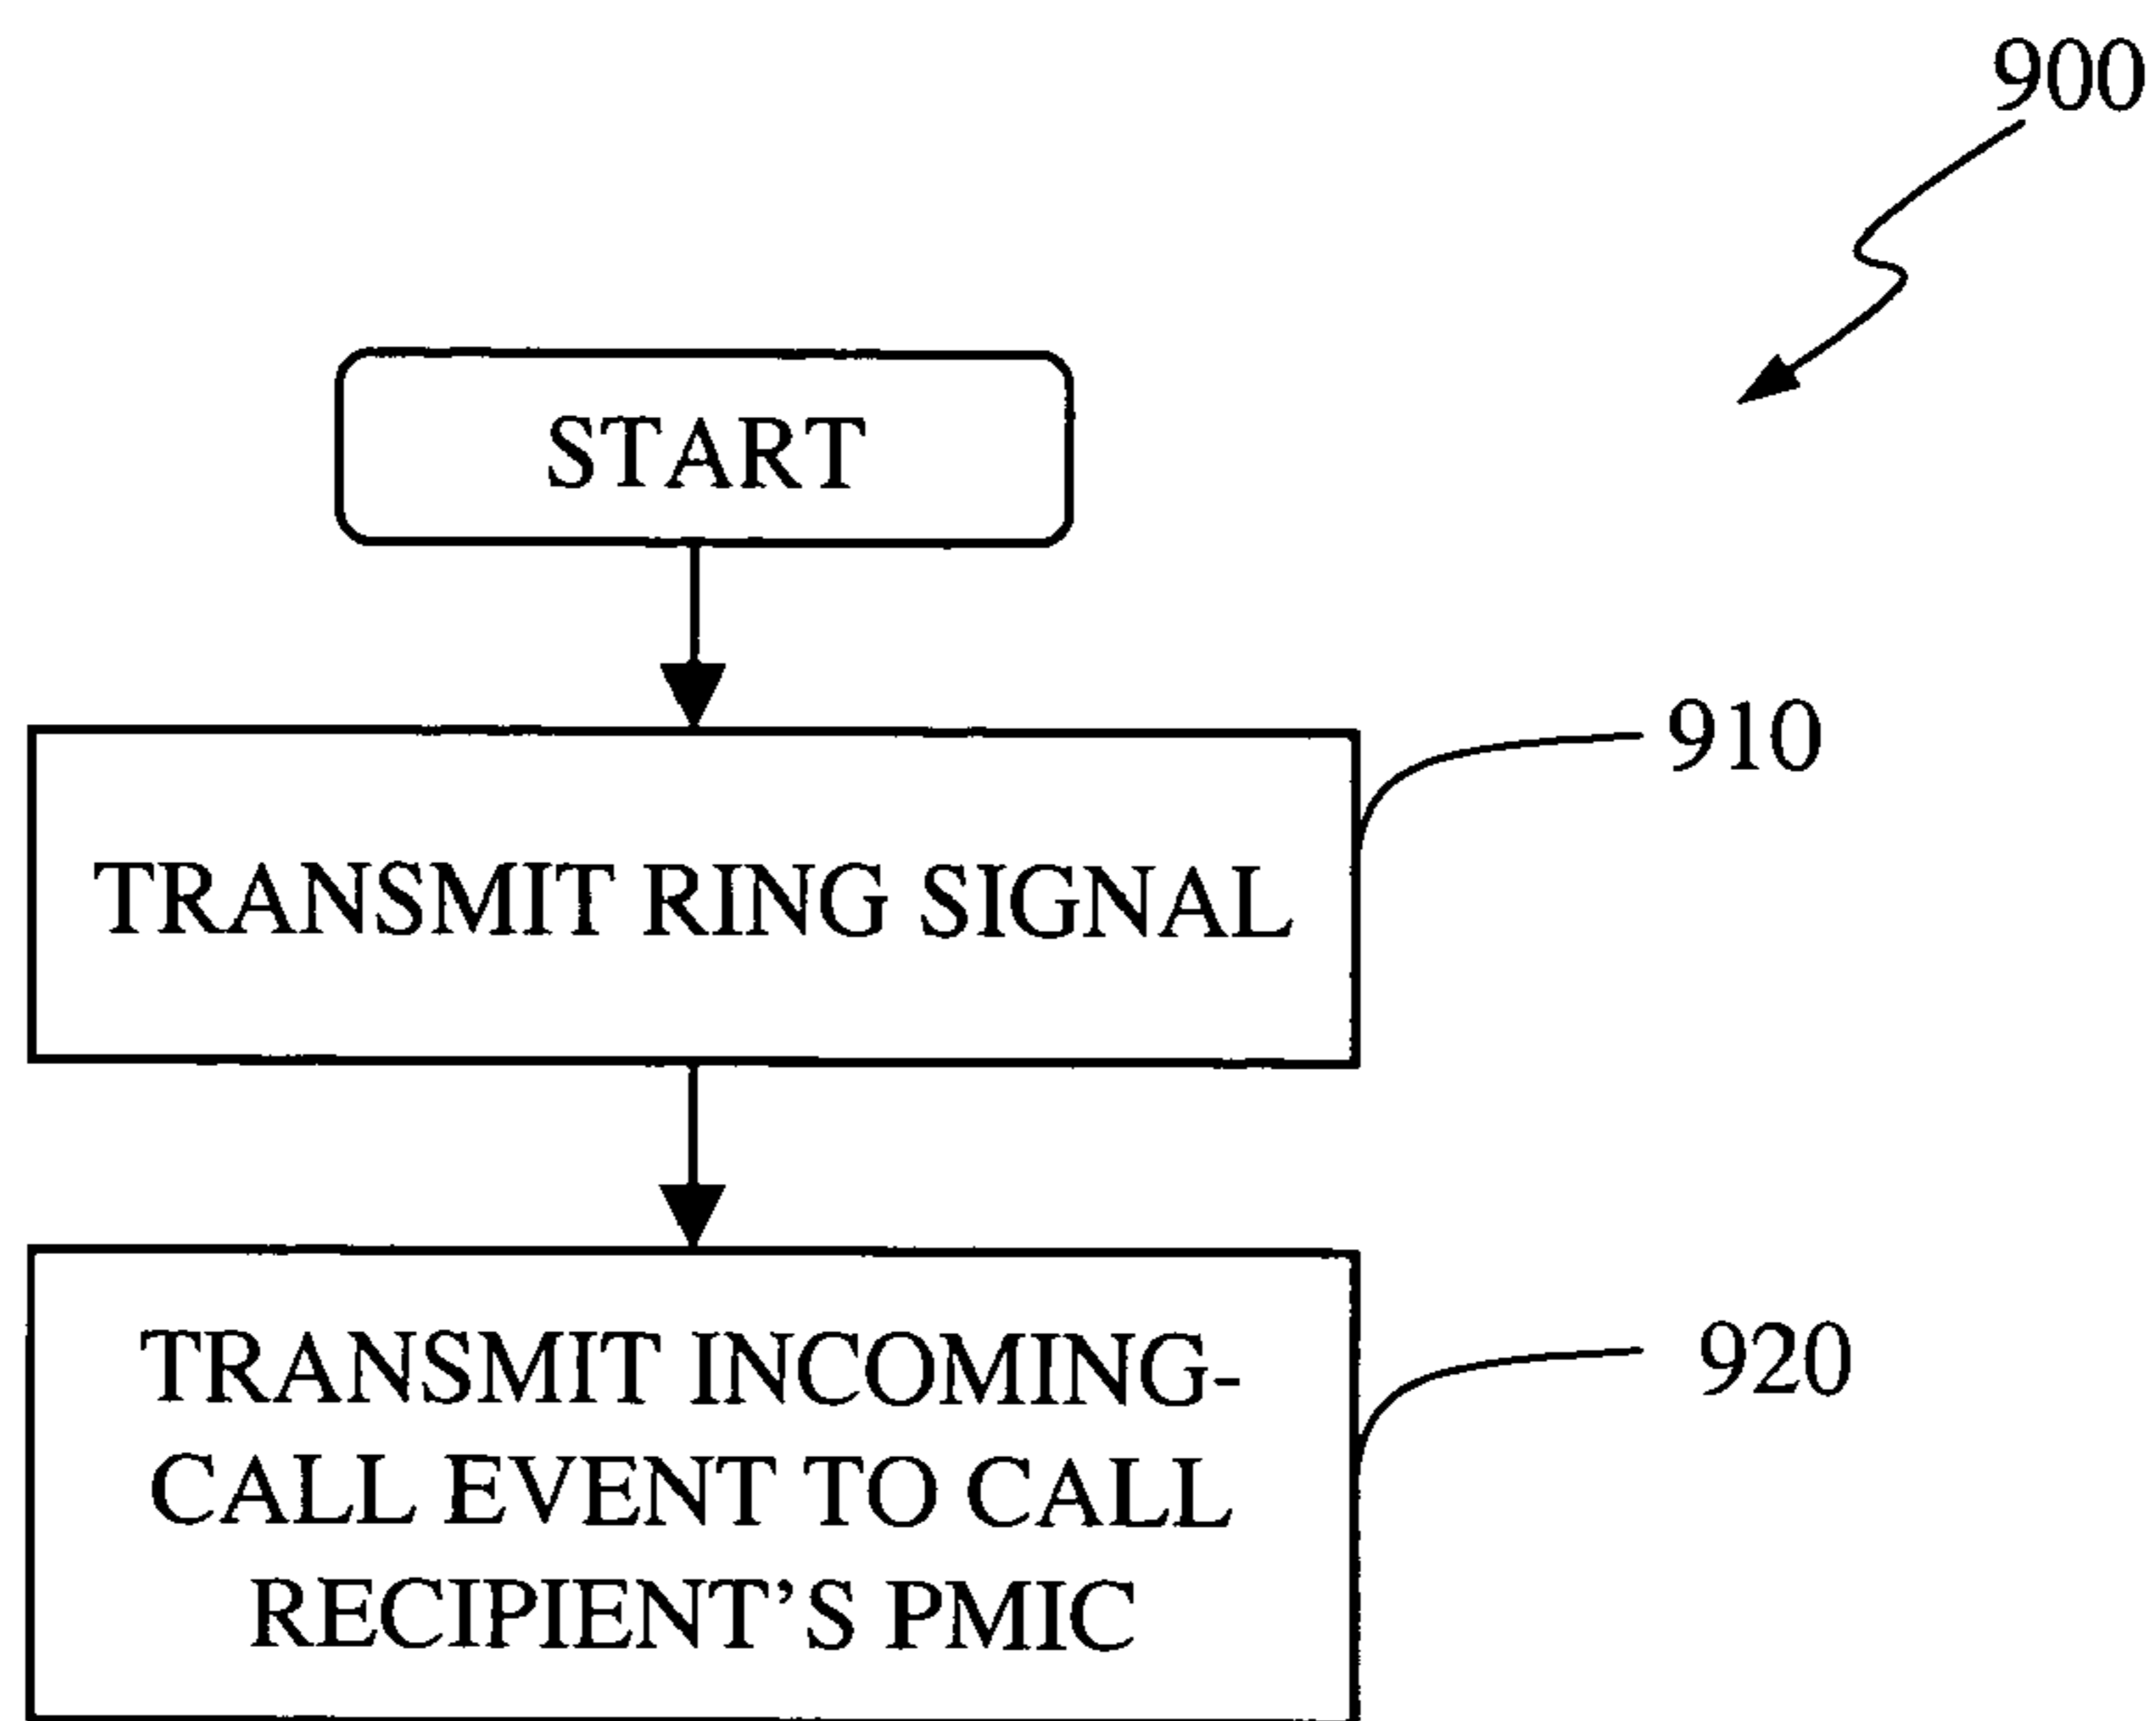 900
START
910
TRANSMIT RING SIGNAL
920
TRANSMIT INCOMING-
CALL EVENT TO CALL
RECIPIENT’S PMIC